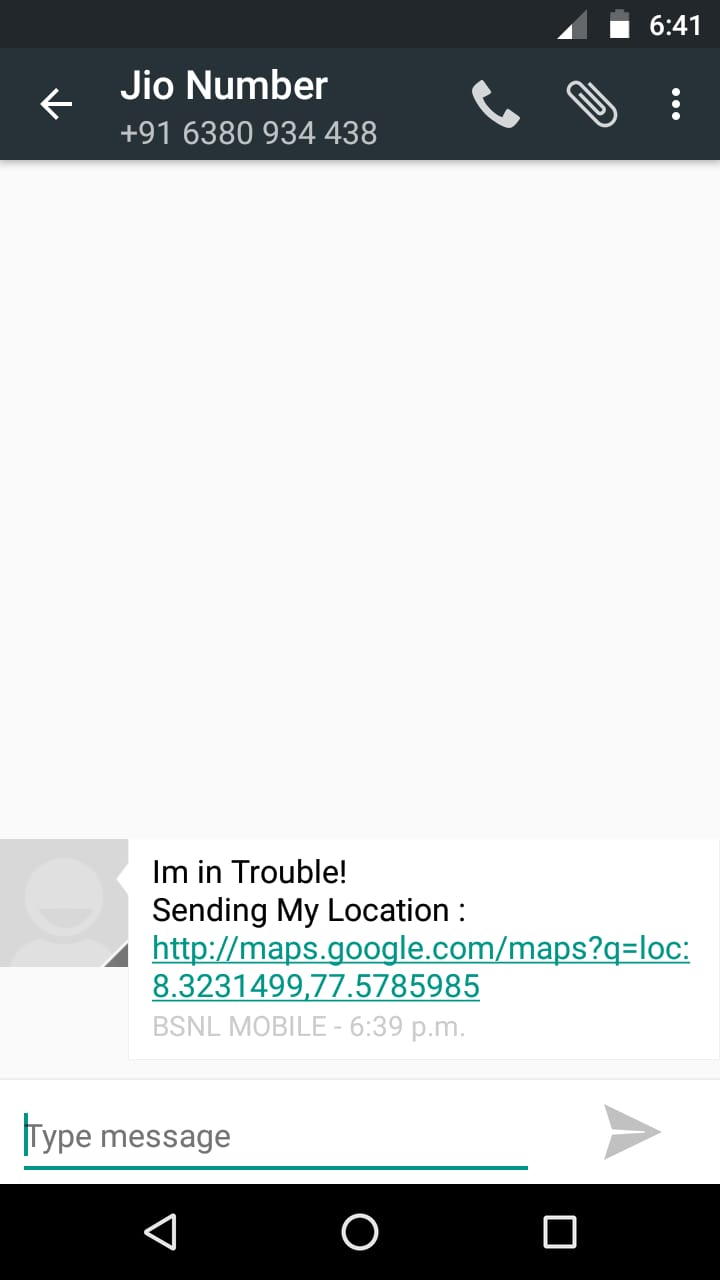 6:41
Jio Number
+91 6380 934 438
Im in Trouble!
Sending My Location :
http://maps.google.com/maps?q=loc:
8.3231499,77.5785985
BSNL MOBILE - 6:39 p.m.
Type message